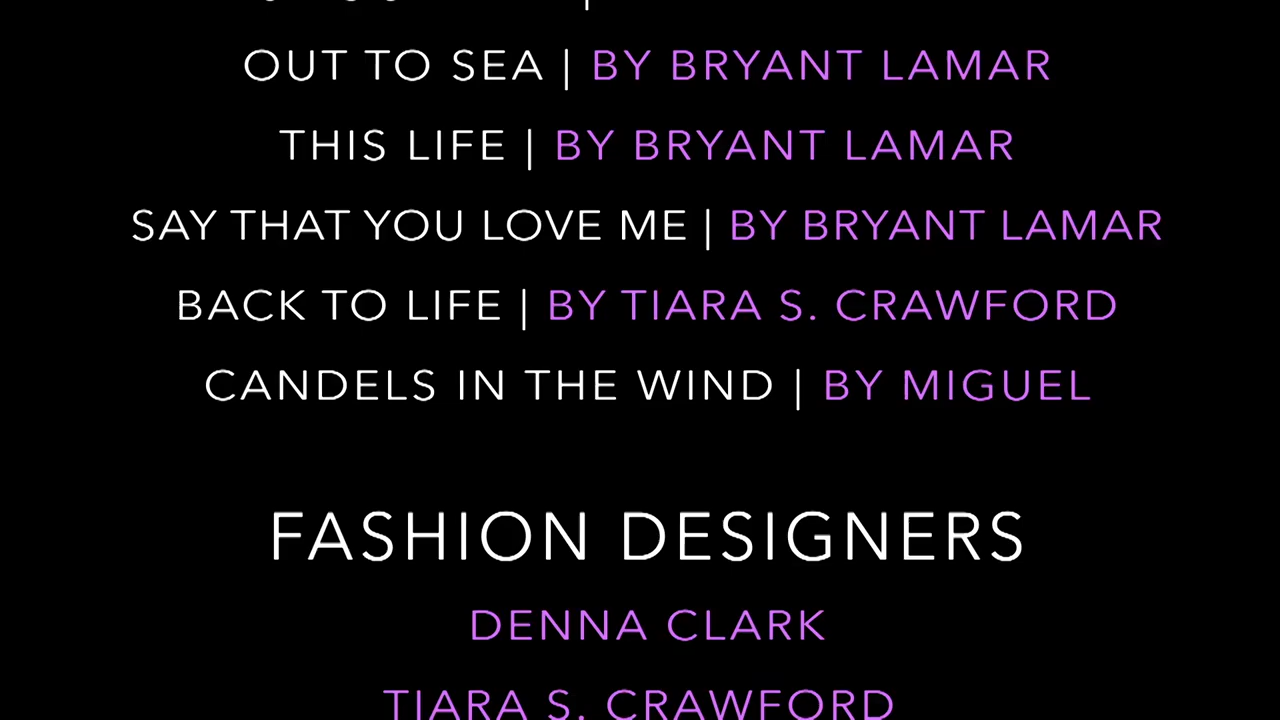 OUT TO SEA | BY BRYANT LAMAR
THIS LIFE | BY BRYANT LAMAR
SAY THAT YOU LOVE ME | BY BRYANT LAMAR
BACK TO LIFE | BY TIARA S. CRAWFORD
CANDELS IN THE WIND | BY MIGUEL
FASHION DESIGNERS
DENNA CLARK
TIARA S. CRAWFORD